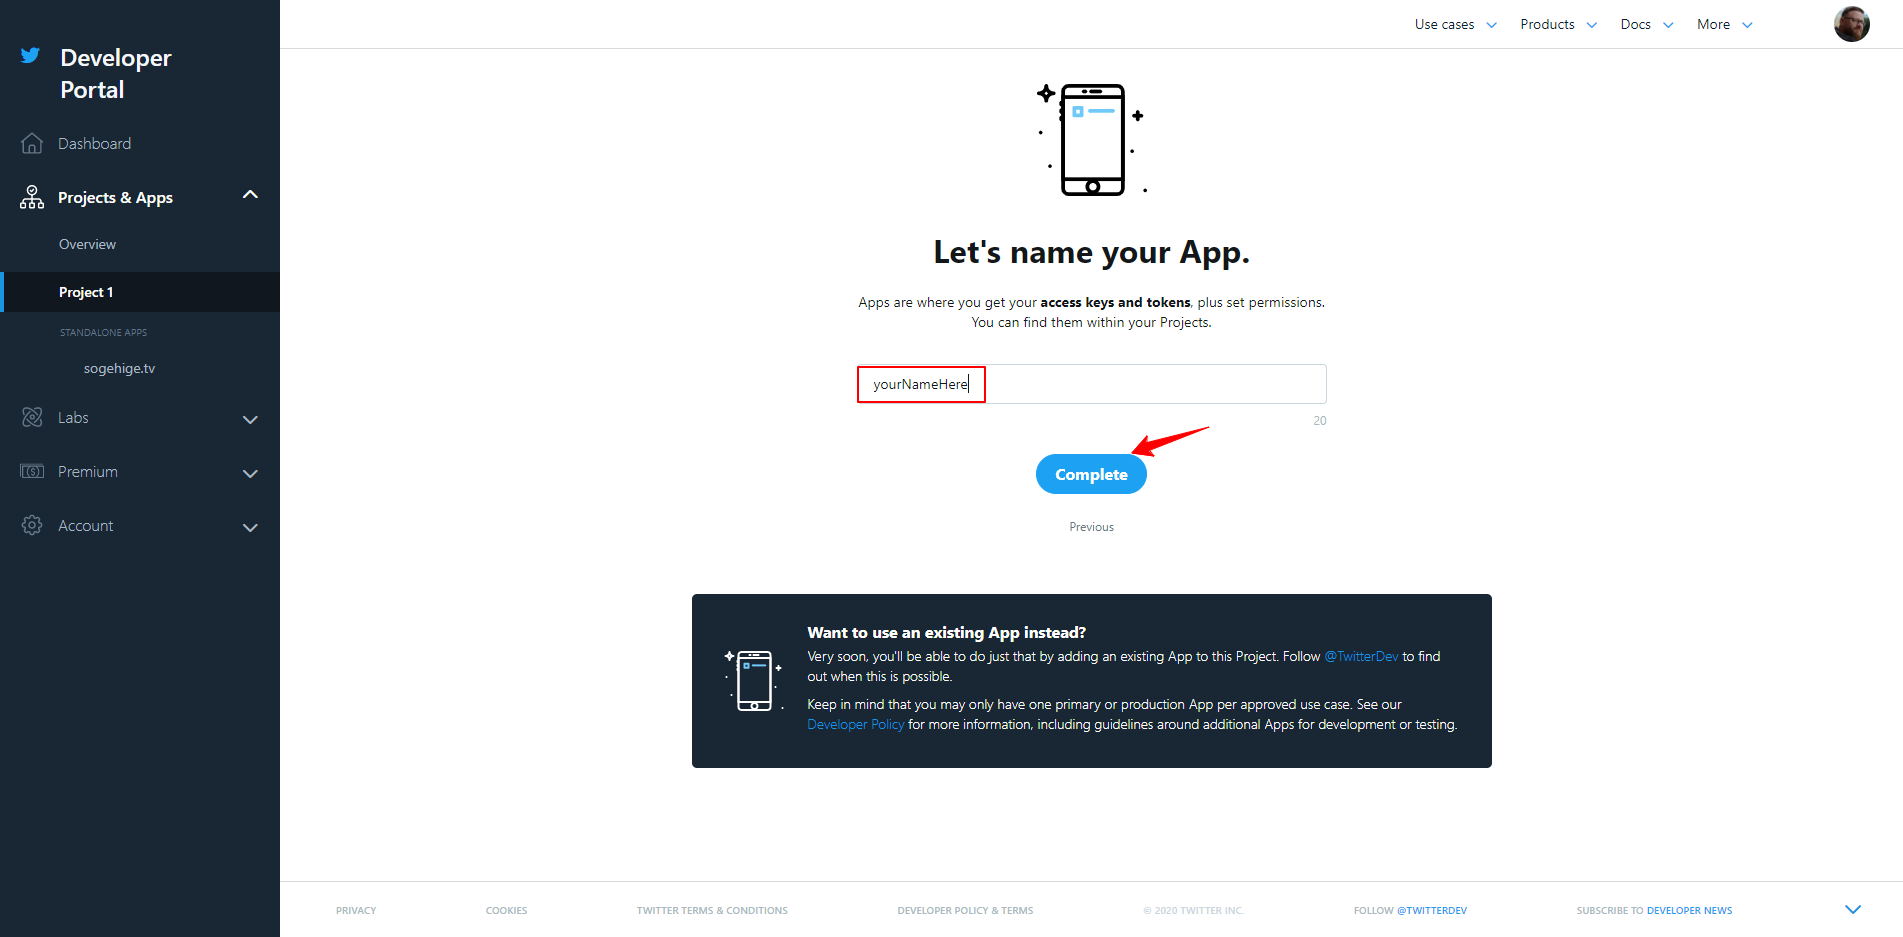 Developer
Portal
Dashboard
Projects & Apps
Overview
Project 1
STANDALONE APPS
sogehige.tv
Labs
Premium
Account
Use cases
Products
Docs
More
Let's name your App.
Apps are where you get your access keys and tokens, plus set permissions.
You can find them within your Projects.
yourNameHere
20
Complete
Previous
Want to use an existing App instead?
Very soon, you'll be able to do just that by adding an existing App to this Project. Follow @TwitterDev to find
out when this is possible.
Keep in mind that you may only have one primary or production App per approved use case. See our
Developer Policy for more information, including guidelines around additional Apps for development or testing.
PRIVACY
COOKIES
TWITTER TERMS & CONDITIONS
DEVELOPER POLICY & TERMS
© 2020 TWITTER INC.
FOLLOW @TWITTERDEV
SUBSCRIBE TO DEVELOPER NEWS